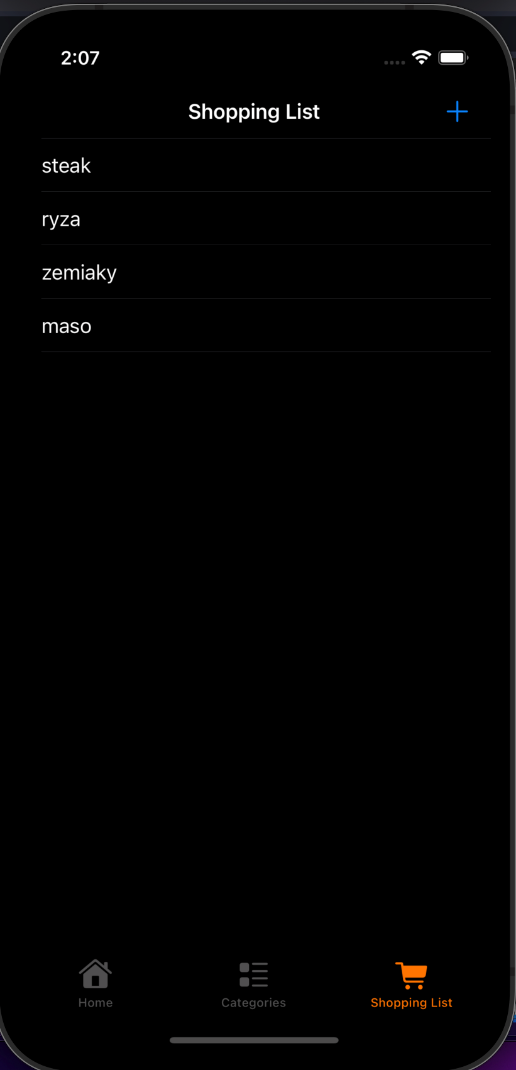 2:07
Shopping List
steak
ryza
zemiaky
maso
Home
Categories
Shopping List